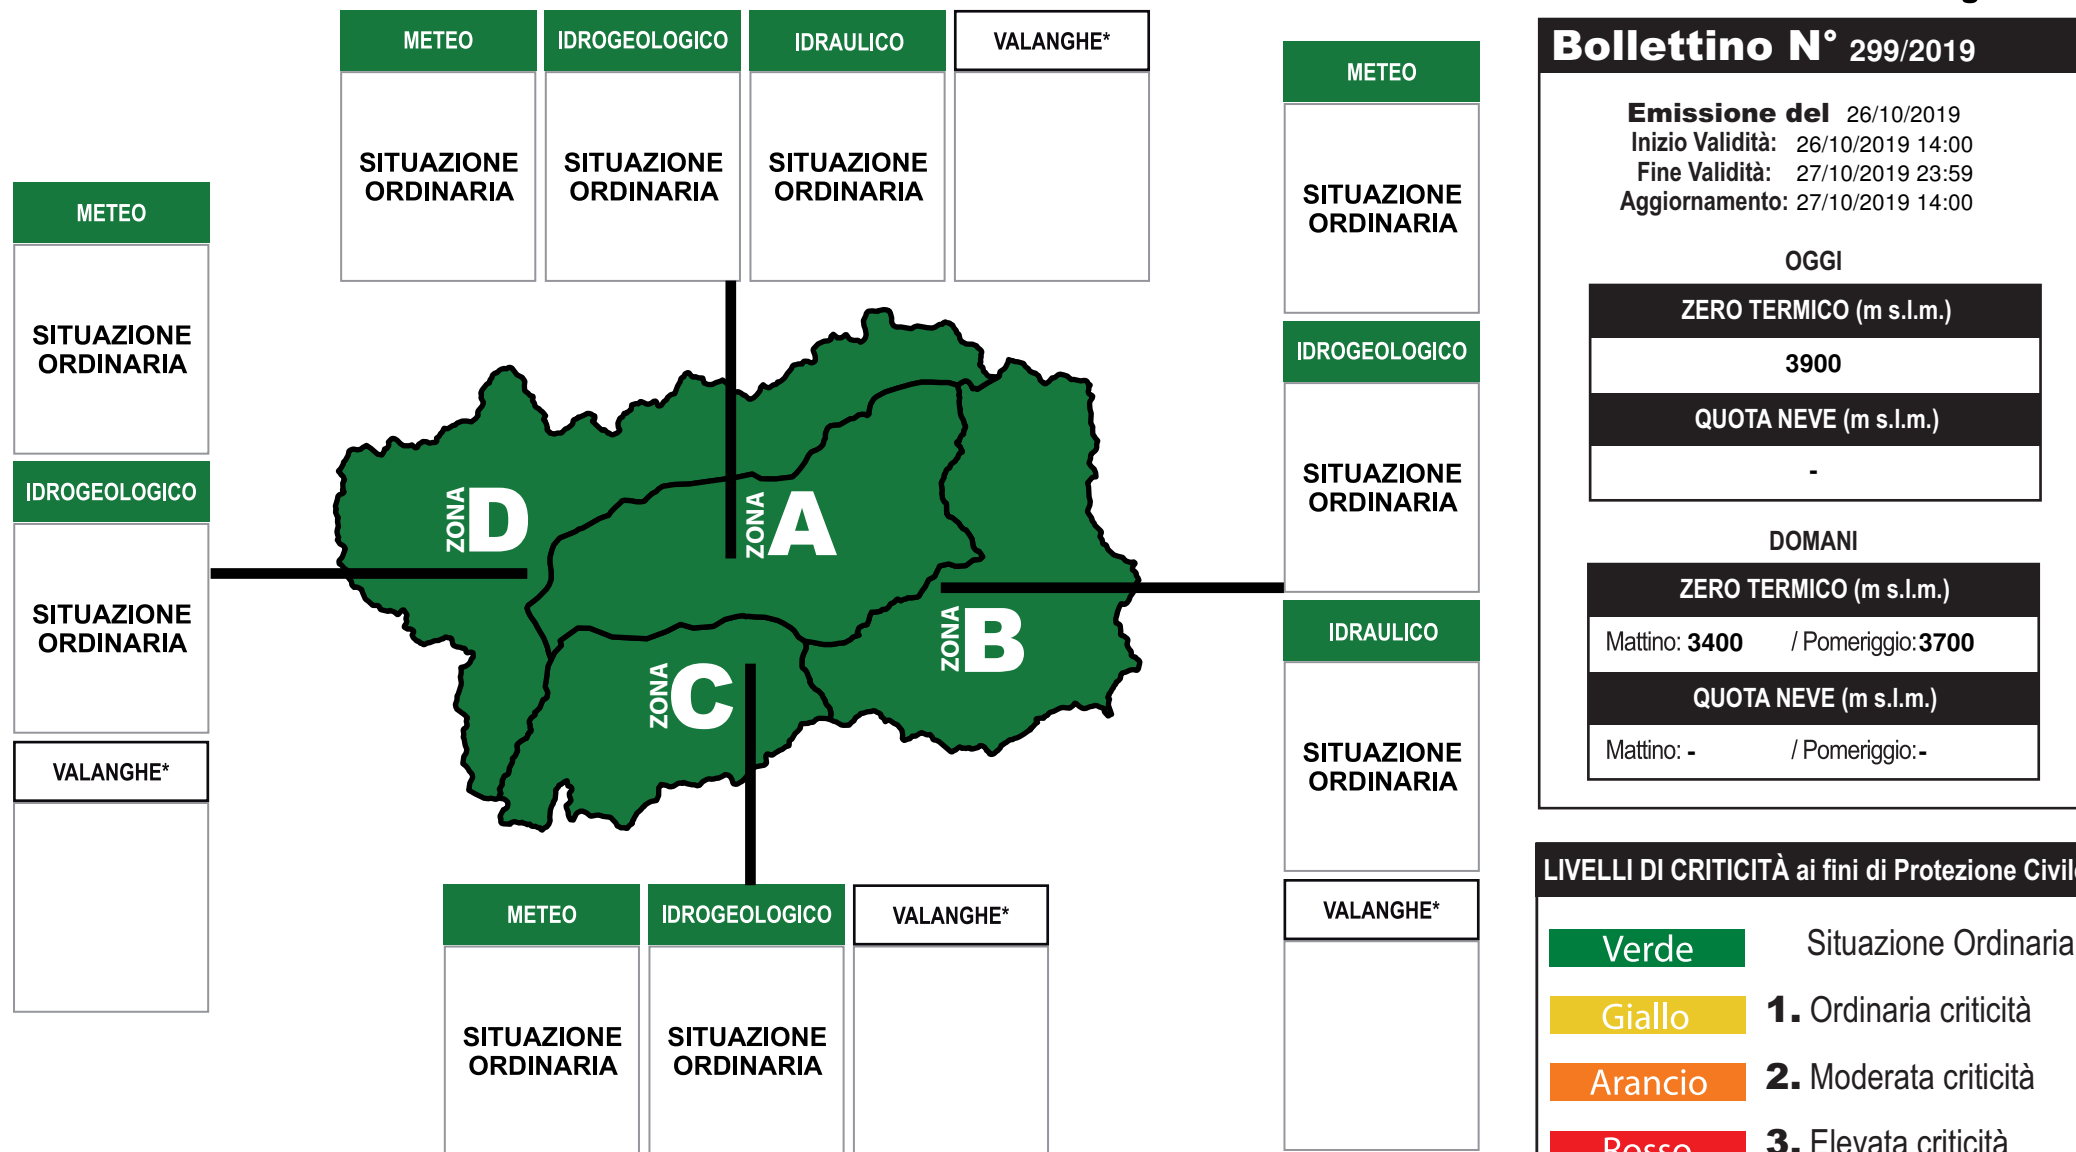 METEO
IDROGEOLOGICO
IDRAULICO
VALANGHE*
SITUAZIONE
ORDINARIA
SITUAZIONE
ORDINARIA
SITUAZIONE
ORDINARIA
METEO
SITUAZIONE
ORDINARIA
IDROGEOLOGICO
SITUAZIONE
ORDINARIA
VALANGHE*
ZONA D
ZONA A
ZONA B
ZONA C
METEO
SITUAZIONE
ORDINARIA
IDROGEOLOGICO
SITUAZIONE
ORDINARIA
IDRAULICO
SITUAZIONE
ORDINARIA
VALANGHE*
METEO
IDROGEOLOGICO
VALANGHE*
SITUAZIONE
ORDINARIA
SITUAZIONE
ORDINARIA
Bollettino N° 299/2019
Emissione del 26/10/2019
Inizio Validità: 26/10/2019 14:00
Fine Validità: 27/10/2019 23:59
Aggiornamento: 27/10/2019 14:00
OGGI
ZERO TERMICO (m s.l.m.)
3900
QUOTA NEVE (m s.l.m.)
-
DOMANI
ZERO TERMICO (m s.l.m.)
Mattino: 3400 / Pomeriggio: 3700
QUOTA NEVE (m s.l.m.)
Mattino: - / Pomeriggio: -
LIVELLI DI CRITICITÀ ai fini di Protezione Civile
Verde Situazione Ordinaria
Giallo 1. Ordinaria criticità
Arancio 2. Moderata criticità
Rosso 3. Elevata criticità